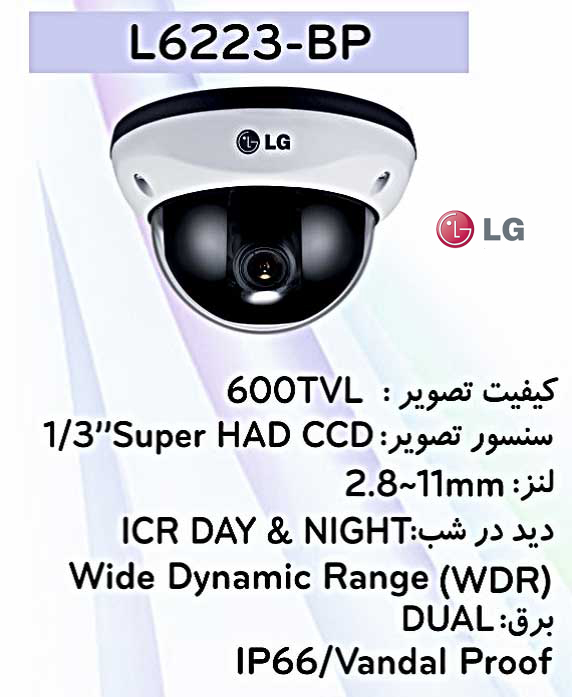 L6223-BP
LG
LG
کیفیت تصویر : 600TVL
سنسور تصویر: 1/3''Super HAD CCD
لنز: 2.8~11mm
دید در شب:ICR DAY & NIGHT
Wide Dynamic Range (WDR)
برق: DUAL
IP66/Vandal Proof